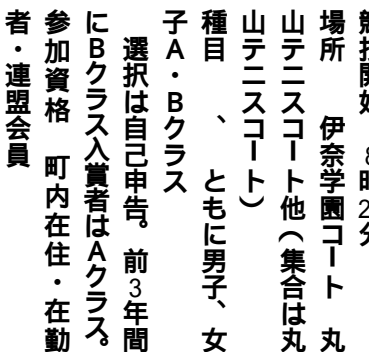 場所　伊奈学園コート　丸
山テニスコート他（集合は丸
山テニスコート）
種目　、　ともに男子、女
子Ａ・Ｂクラス
選択は自己申告。前3年間
にＢクラス入賞者はＡクラス。
参加資格　町内在住・在勤
者・連盟会員